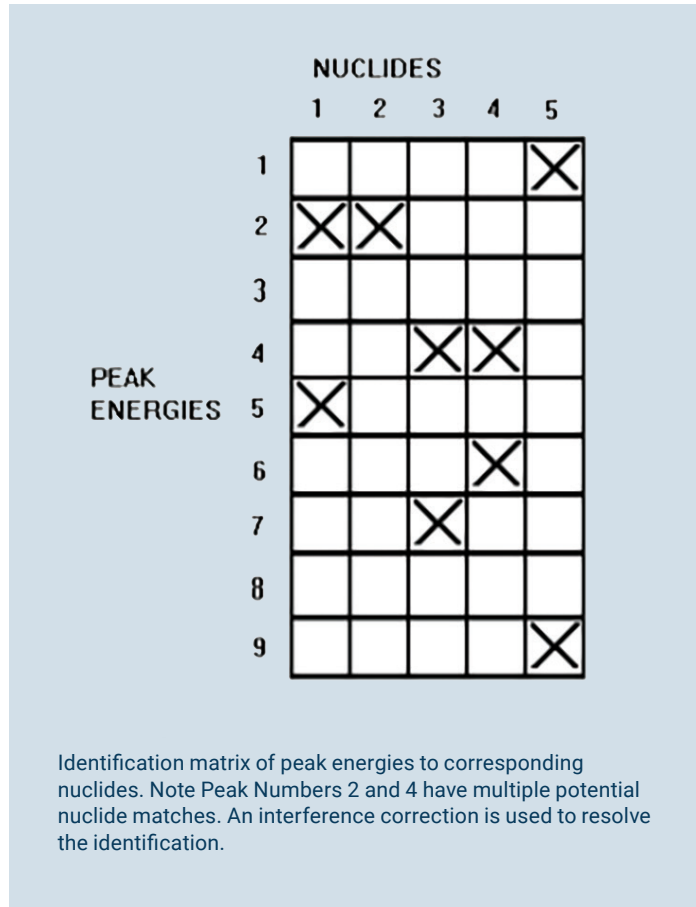 NUCLIDES
1 2 3 4 5
1
2
3
4
PEAK
ENERGIES 5
6
7
8
9
Identification matrix of peak energies to corresponding
nuclides. Note Peak Numbers 2 and 4 have multiple potential
nuclide matches. An interference correction is used to resolve
the identification.